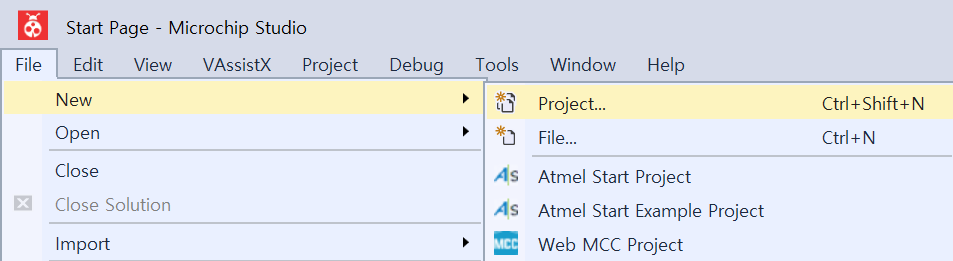 Start Page - Microchip Studio
File Edit View VAssistX Project Debug Tools Window Help
New
Project... Ctrl+Shift+N
Open
File... Ctrl+N
Close
A|s Atmel Start Project
Close Solution
A|s Atmel Start Example Project
Import
MCC Web MCC Project